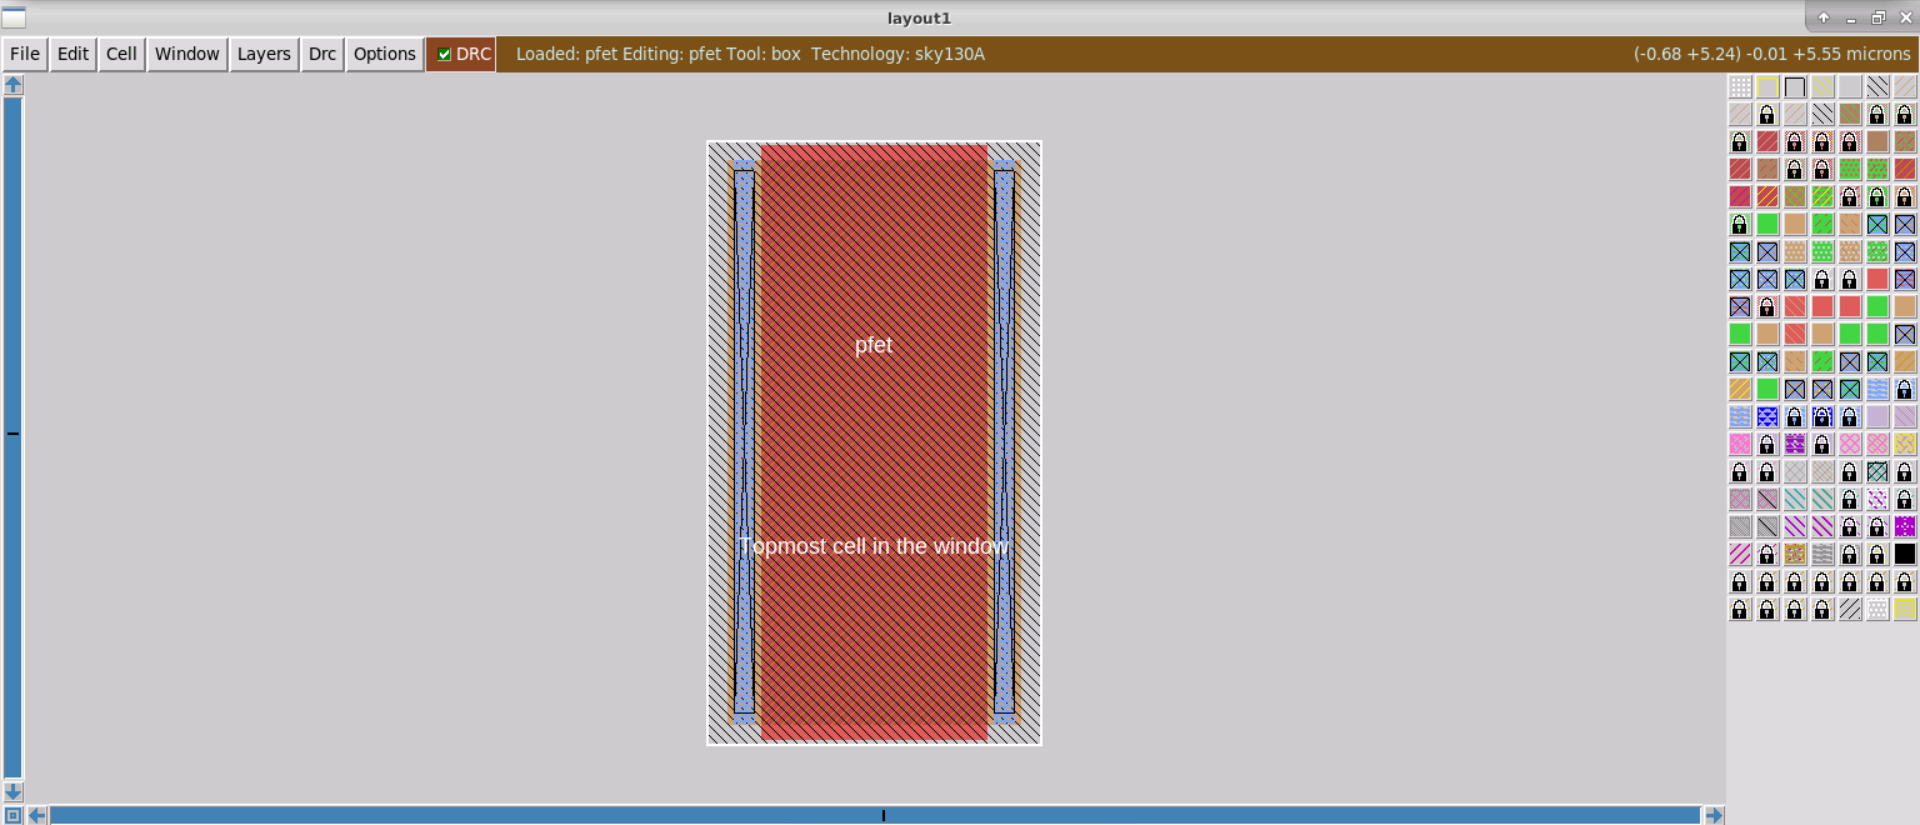 layout1
File Edit Cell Window Layers Drc Options DRC Loaded: pfet Editing: pfet Tool: box Technology: sky130A (-0.68 +5.24) -0.01 +5.55 microns
pfet
Topmost cell in the window